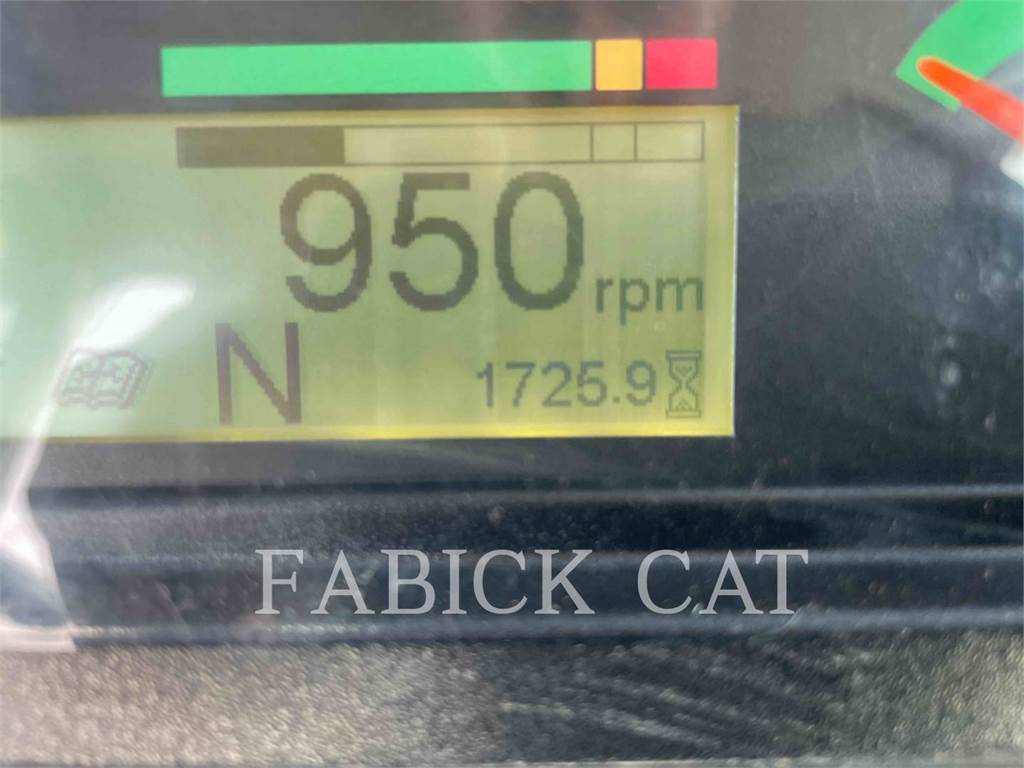 950 rpm
N 1725.9
FABICK CAT